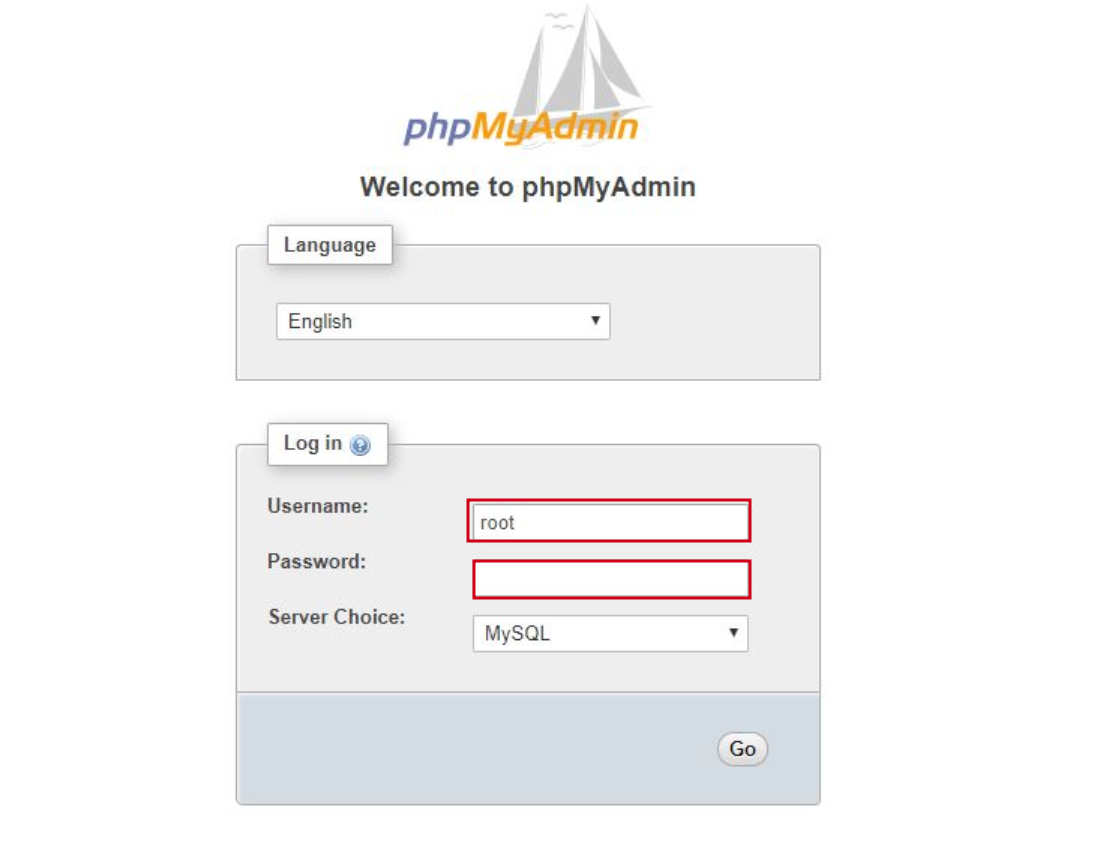 phpMyAdmin
Welcome to phpMyAdmin
Language
English
Log in
Username:
root
Password:
Server Choice:
MySQL
Go